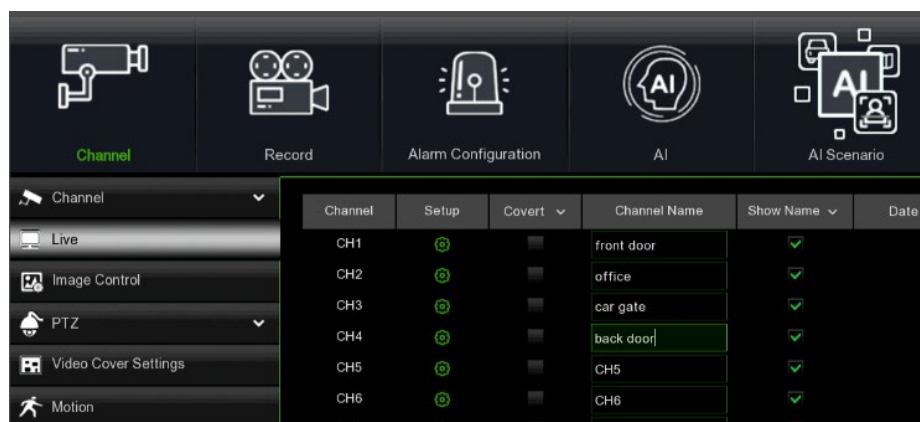 AI
AI
Channel
Record
Alarm Configuration
AI
AI Scenario
Channel
Live
Image Control
PTZ
Video Cover Settings
Motion
Channel Setup Covert Channel Name Show Name Date
CH1 front door
CH2 office
CH3 car gate
CH4 back door
CH5 CH5
CH6 CH6